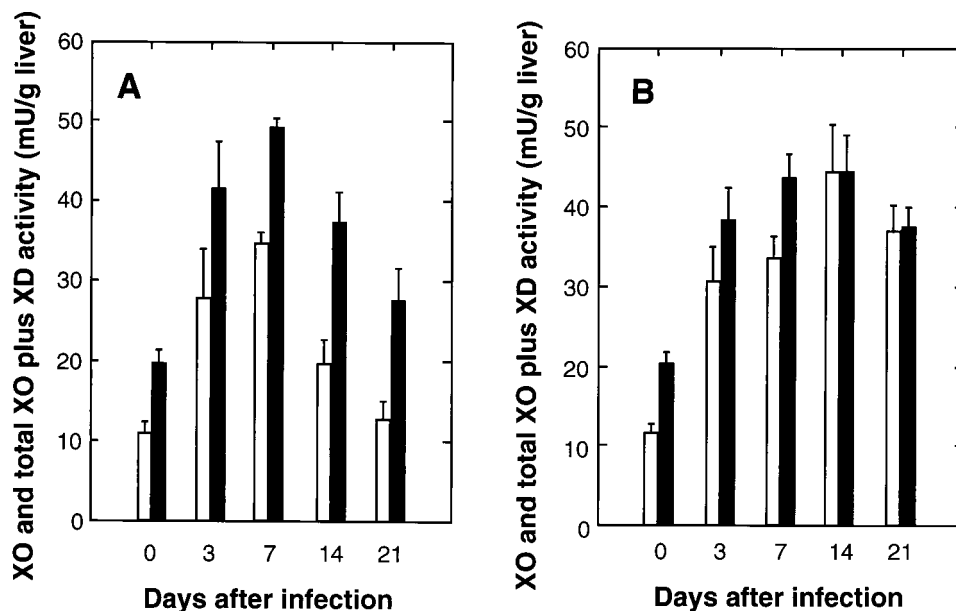 XO and total XO plus XD activity (mU/g liver)
60
50
40
30
20
10
0
A
0 3 7 14 21
Days after infection
XO and total XO plus XD activity (mU/g liver)
60
50
40
30
20
10
0
B
0 3 7 14 21
Days after infection